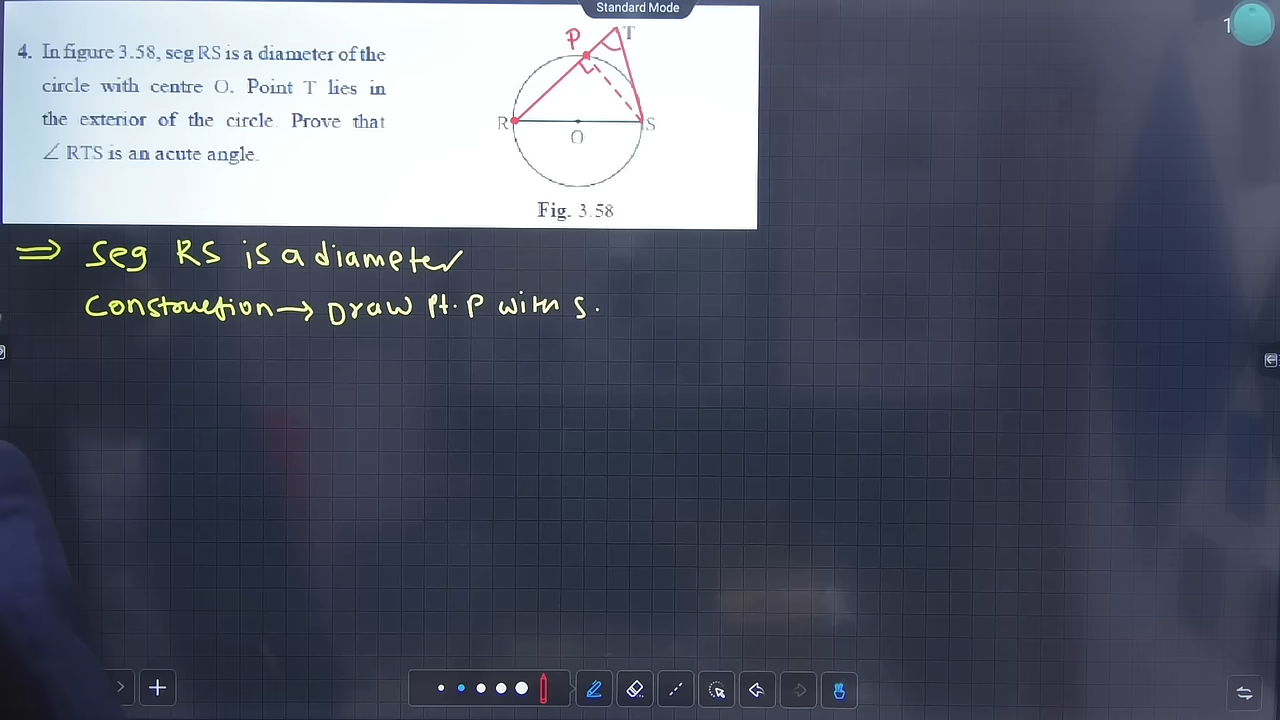 Standard Mode
1
4. In figure 3.58, seg RS is a diameter of the
circle with centre O. Point T lies in
the exterior of the circle. Prove that
∠ RTS is an acute angle.
P
T
R
S
O
Fig. 3.58
⇒ Seg RS is a diameter
Construction → Draw Pt. P with S.